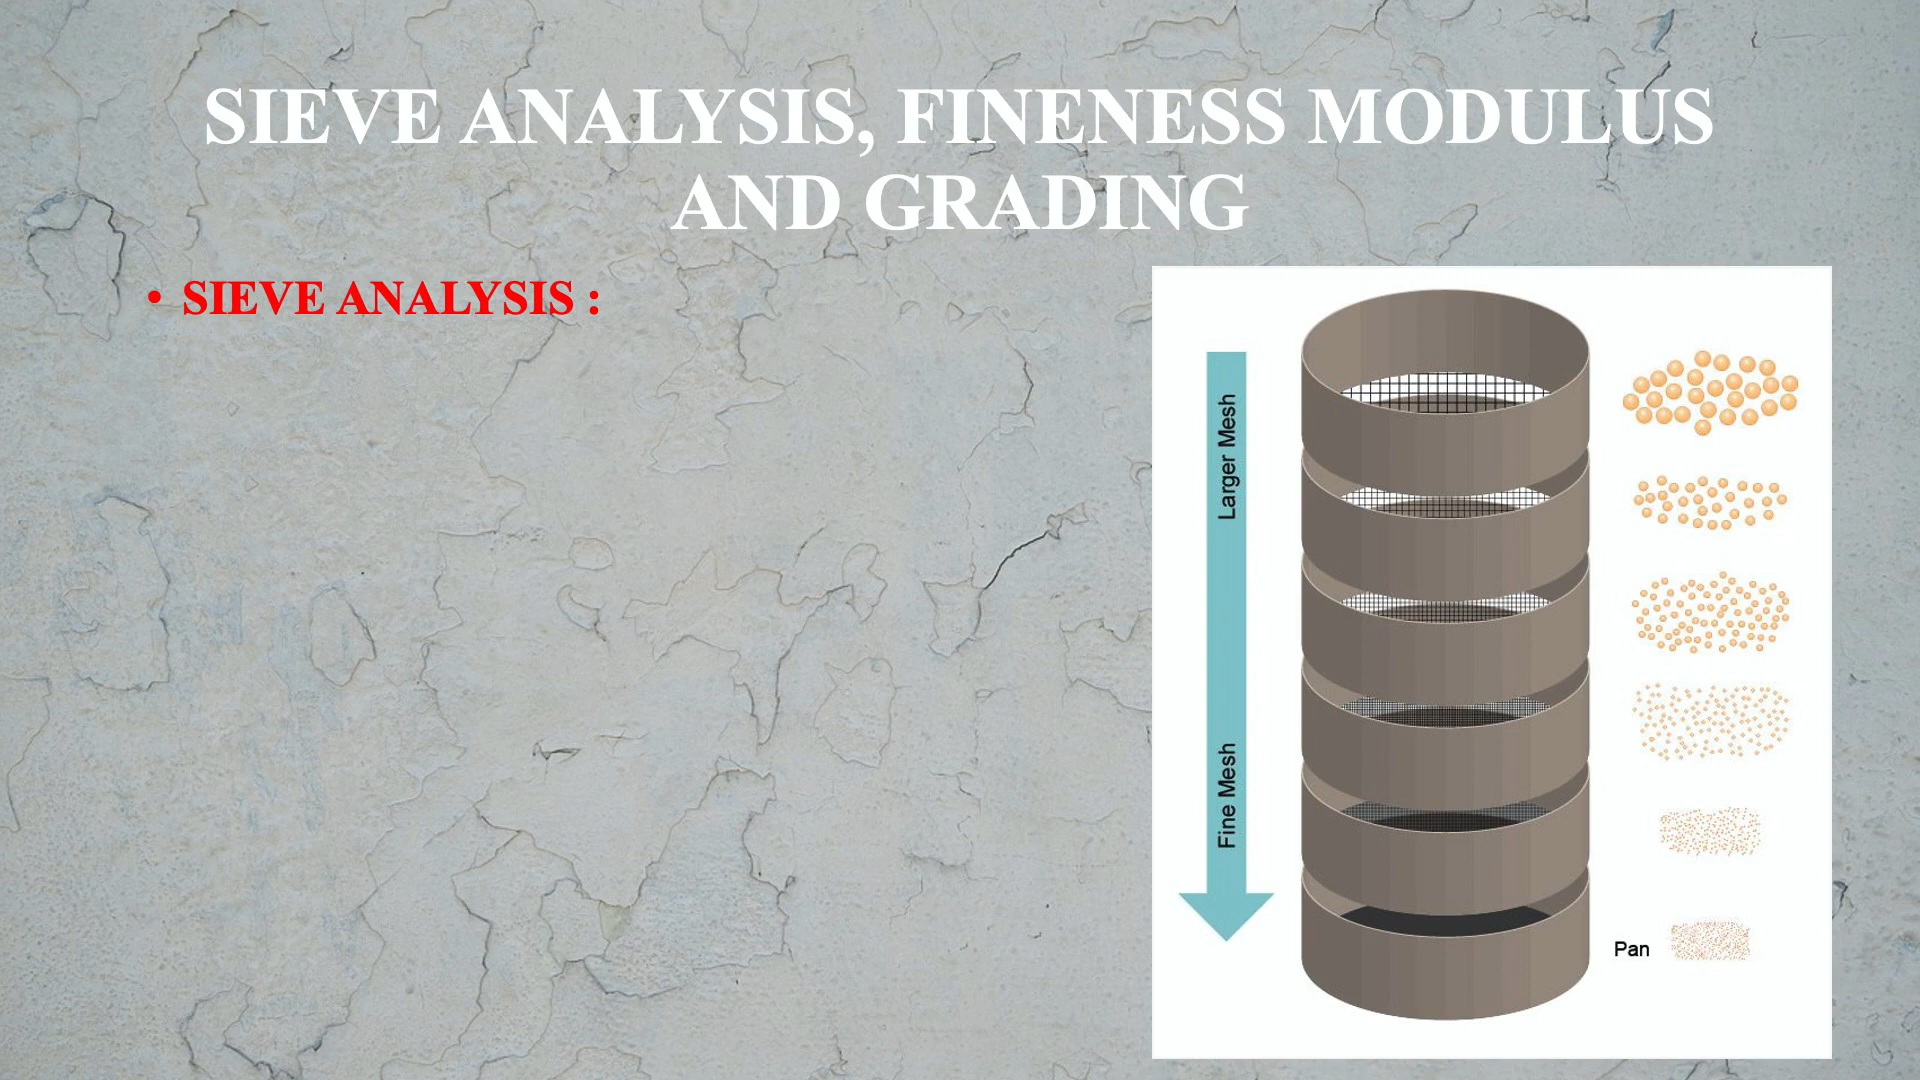 SIEVE ANALYSIS, FINENESS MODULUS
AND GRADING
• SIEVE ANALYSIS :
Larger Mesh
Fine Mesh
Pan